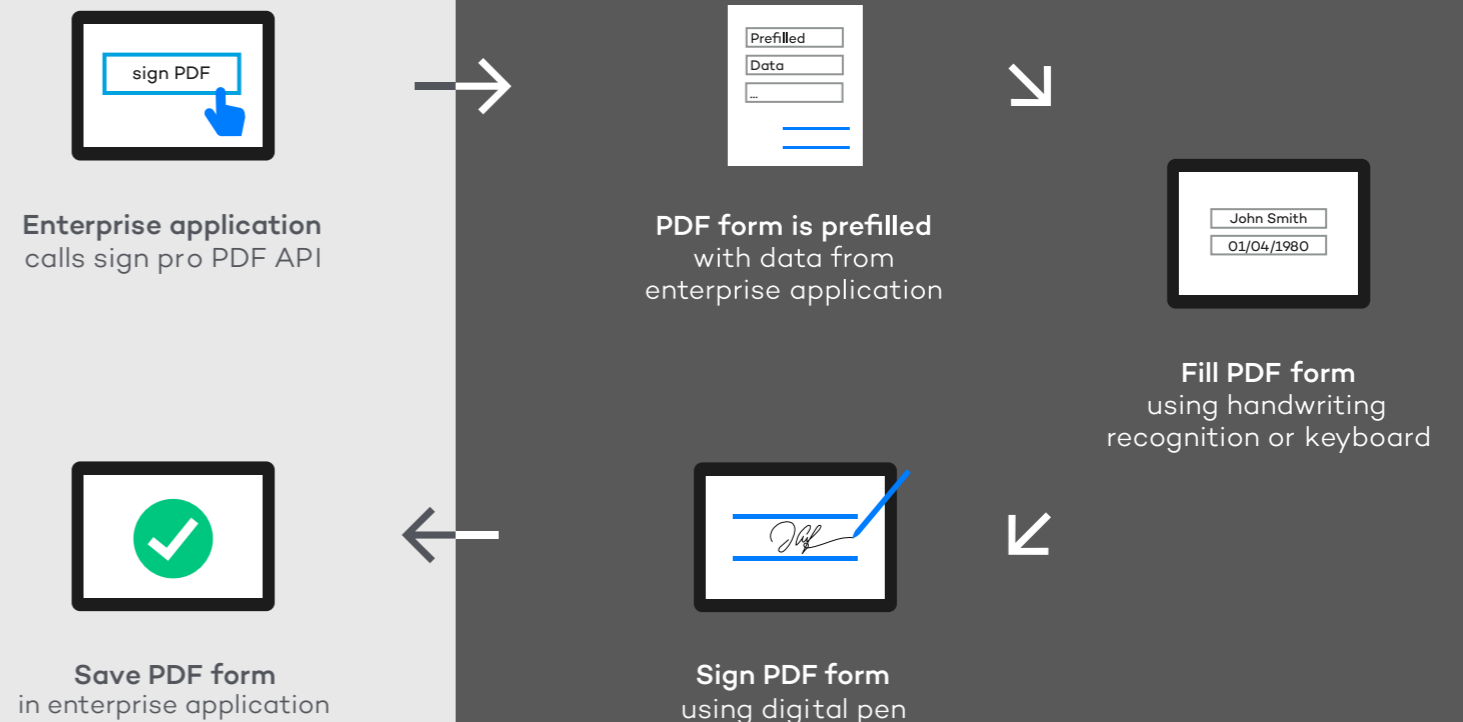 sign PDF
Enterprise application
calls sign pro PDF API
Prefilled
Data
...
PDF form is prefilled
with data from
enterprise application
John Smith
01/04/1980
Fill PDF form
using handwriting
recognition or keyboard
Sign PDF form
using digital pen
Save PDF form
in enterprise application